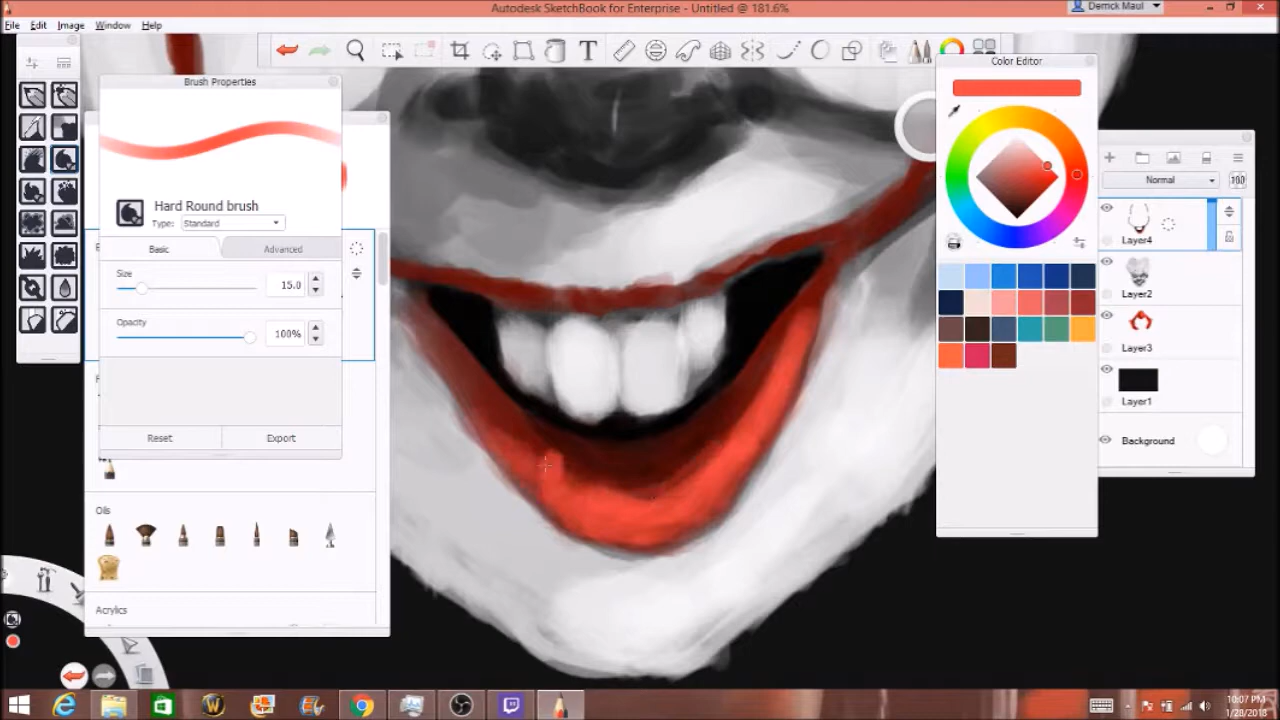 Autodesk SketchBook for Enterprise - Untitled @ 181.6%
Derrick Maul
File Edit Image Window Help
T
Brush Properties
Hard Round brush
Type: Standard
Basic Advanced
Size
15.0
Opacity
100%
Reset Export
Oils
Acrylics
Color Editor
Normal 100
Layer4
Layer2
Layer3
Layer1
Background
10:07 PM
1/28/2018